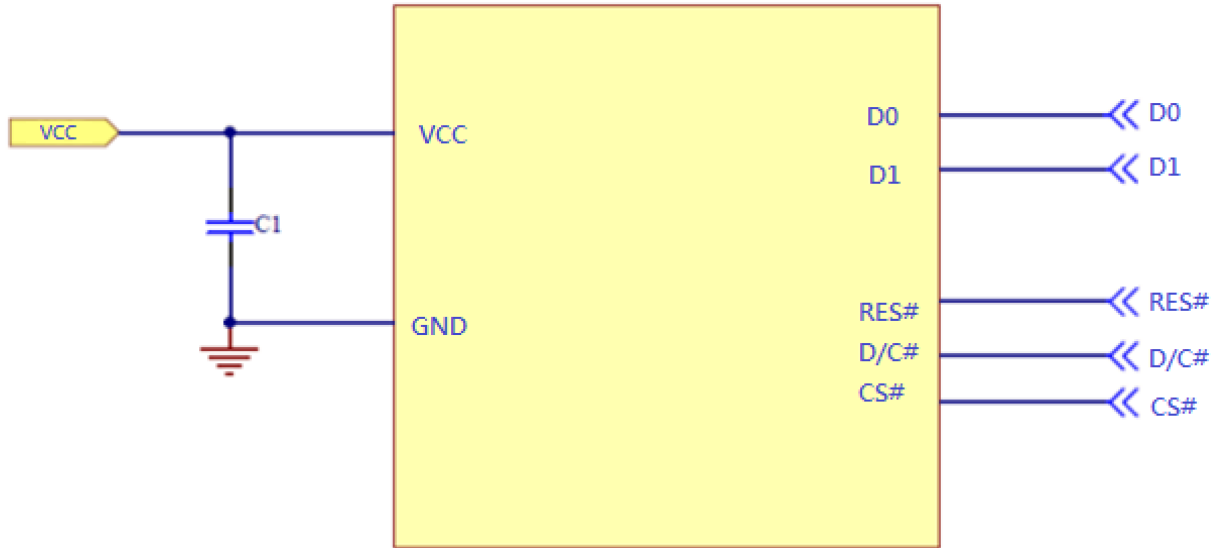 VCC
C1
VCC
GND
D0
D1
RES#
D/C#
CS#
D0
D1
RES#
D/C#
CS#